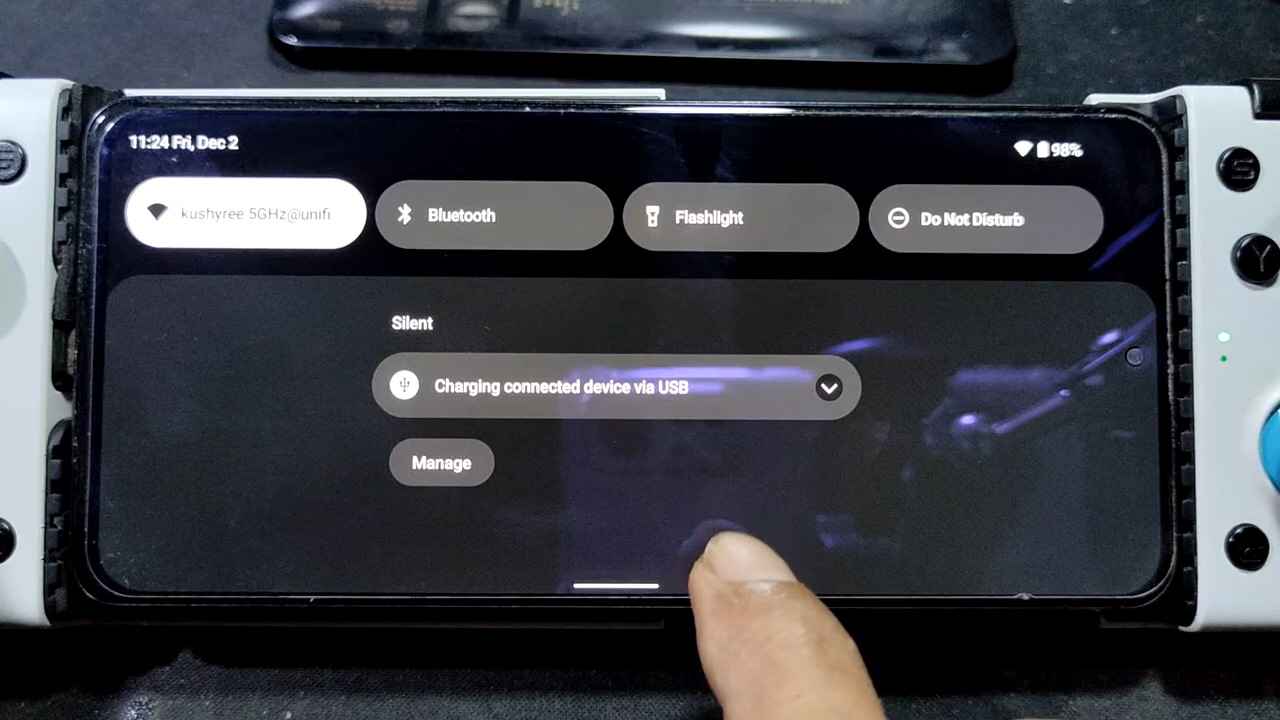 11:24 Fri, Dec 2
98%
kushyree 5GHz@unifi
Bluetooth
Flashlight
Do Not Disturb
Silent
Charging connected device via USB
Manage
S
S
Y